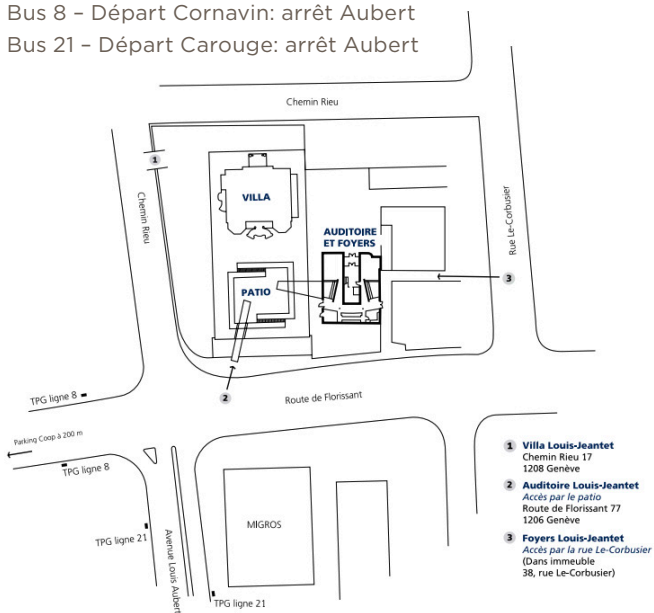 Bus 8 – Départ Cornavin: arrêt Aubert
Bus 21 – Départ Carouge: arrêt Aubert
Chemin Rieu
1
Chemin Rieu
VILLA
AUDITOIRE
ET FOYERS
Rue Le-Corbusier
3
PATIO
2
Route de Florissant
TPG ligne 8
Parking Coop à 200 m
TPG ligne 8
TPG ligne 21
Avenue Louis Aubert
MIGROS
TPG ligne 21
1 Villa Louis-Jeantet
Chemin Rieu 17
1208 Genève
2 Auditoire Louis-Jeantet
Accès par le patio
Route de Florissant 77
1206 Genève
3 Foyers Louis-Jeantet
Accès par la rue Le-Corbusier
(Dans immeuble
38, rue Le-Corbusier)